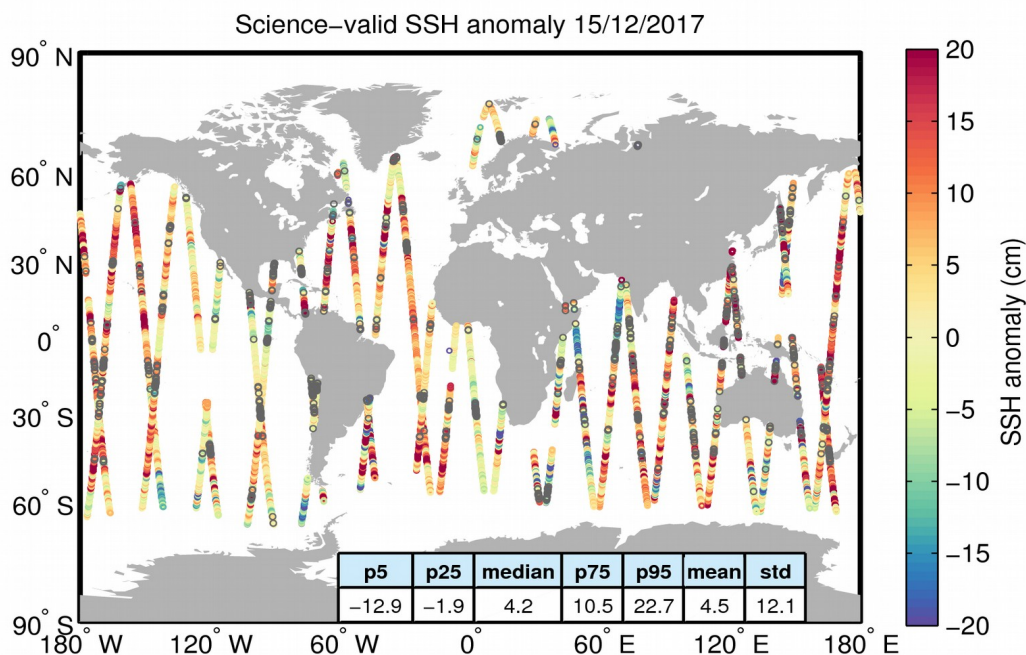 Science−valid SSH anomaly 15/12/2017
90° N
60° N
30° N
0°
30° S
60° S
90° S
180° W
120° W
60° W
0°
60° E
120° E
180° E
p5 p25 median p75 p95 mean std
−12.9 −1.9 4.2 10.5 22.7 4.5 12.1
20
15
10
5
0
−5
−10
−15
−20
SSH anomaly (cm)